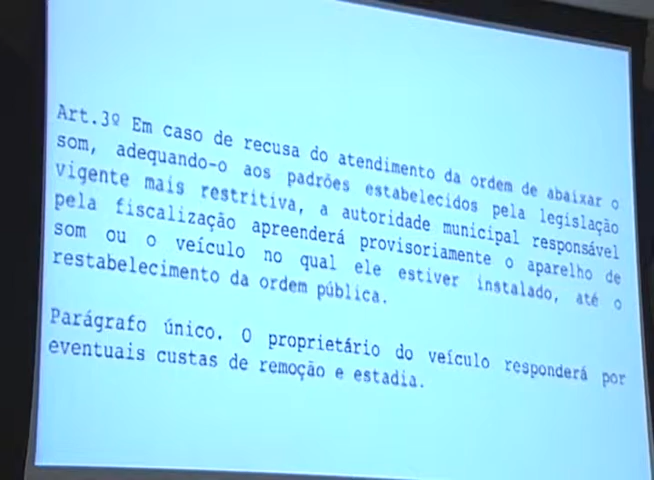 Art.3º Em caso de recusa do atendimento da ordem de abaixar o
som, adequando-o aos padrões estabelecidos pela legislação
vigente mais restritiva, a autoridade municipal responsável
pela fiscalização apreenderá provisoriamente o aparelho de
som ou o veículo no qual ele estiver instalado, até o
restabelecimento da ordem pública.
Parágrafo único. O proprietário do veículo responderá por
eventuais custas de remoção e estadia.